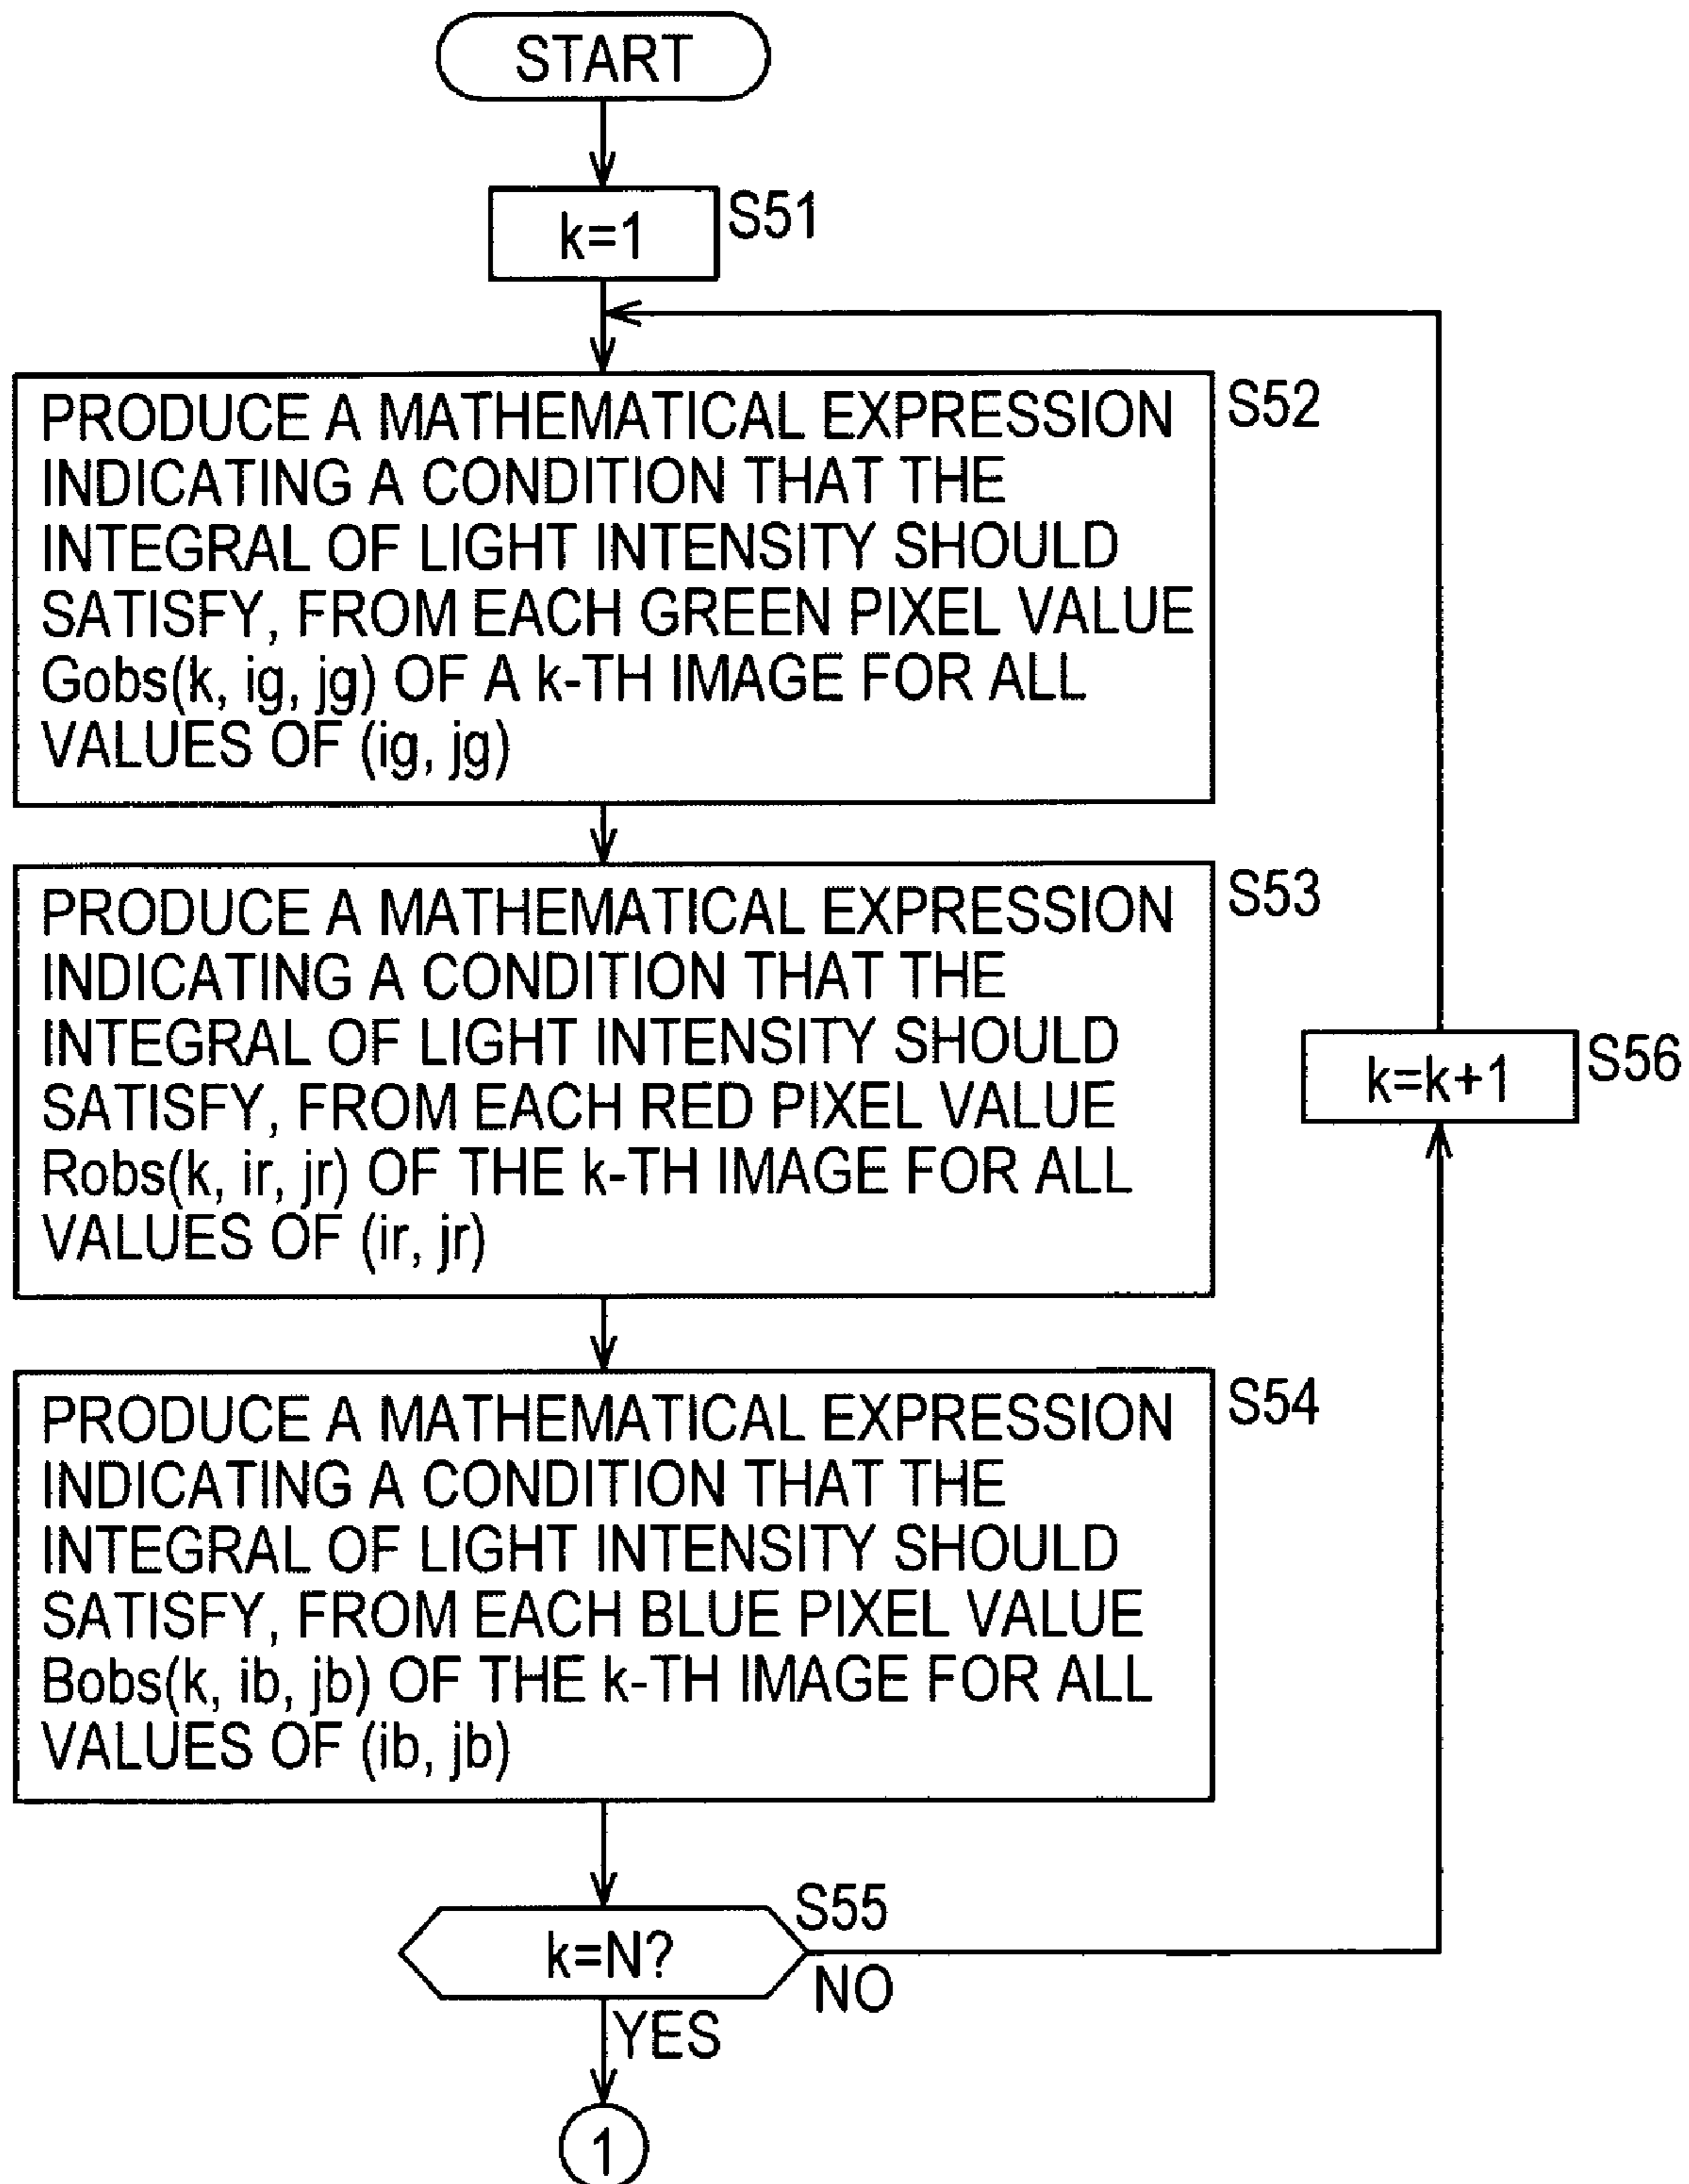 START
k=1
S51
PRODUCE A MATHEMATICAL EXPRESSION
S52
INDICATING A CONDITION THAT THE
INTEGRAL OF LIGHT INTENSITY SHOULD
SATISFY, FROM EACH GREEN PIXEL VALUE
Gobs(k, ig, jg) OF A k-TH IMAGE FOR ALL
VALUES OF (ig, jg)
PRODUCE A MATHEMATICAL EXPRESSION
S53
INDICATING A CONDITION THAT THE
INTEGRAL OF LIGHT INTENSITY SHOULD
SATISFY, FROM EACH RED PIXEL VALUE
Robs(k, ir, jr) OF THE k-TH IMAGE FOR ALL
VALUES OF (ir, jr)
k=k+1
S56
PRODUCE A MATHEMATICAL EXPRESSION
S54
INDICATING A CONDITION THAT THE
INTEGRAL OF LIGHT INTENSITY SHOULD
SATISFY, FROM EACH BLUE PIXEL VALUE
Bobs(k, ib, jb) OF THE k-TH IMAGE FOR ALL
VALUES OF (ib, jb)
S55
k=N?
NO
YES
1